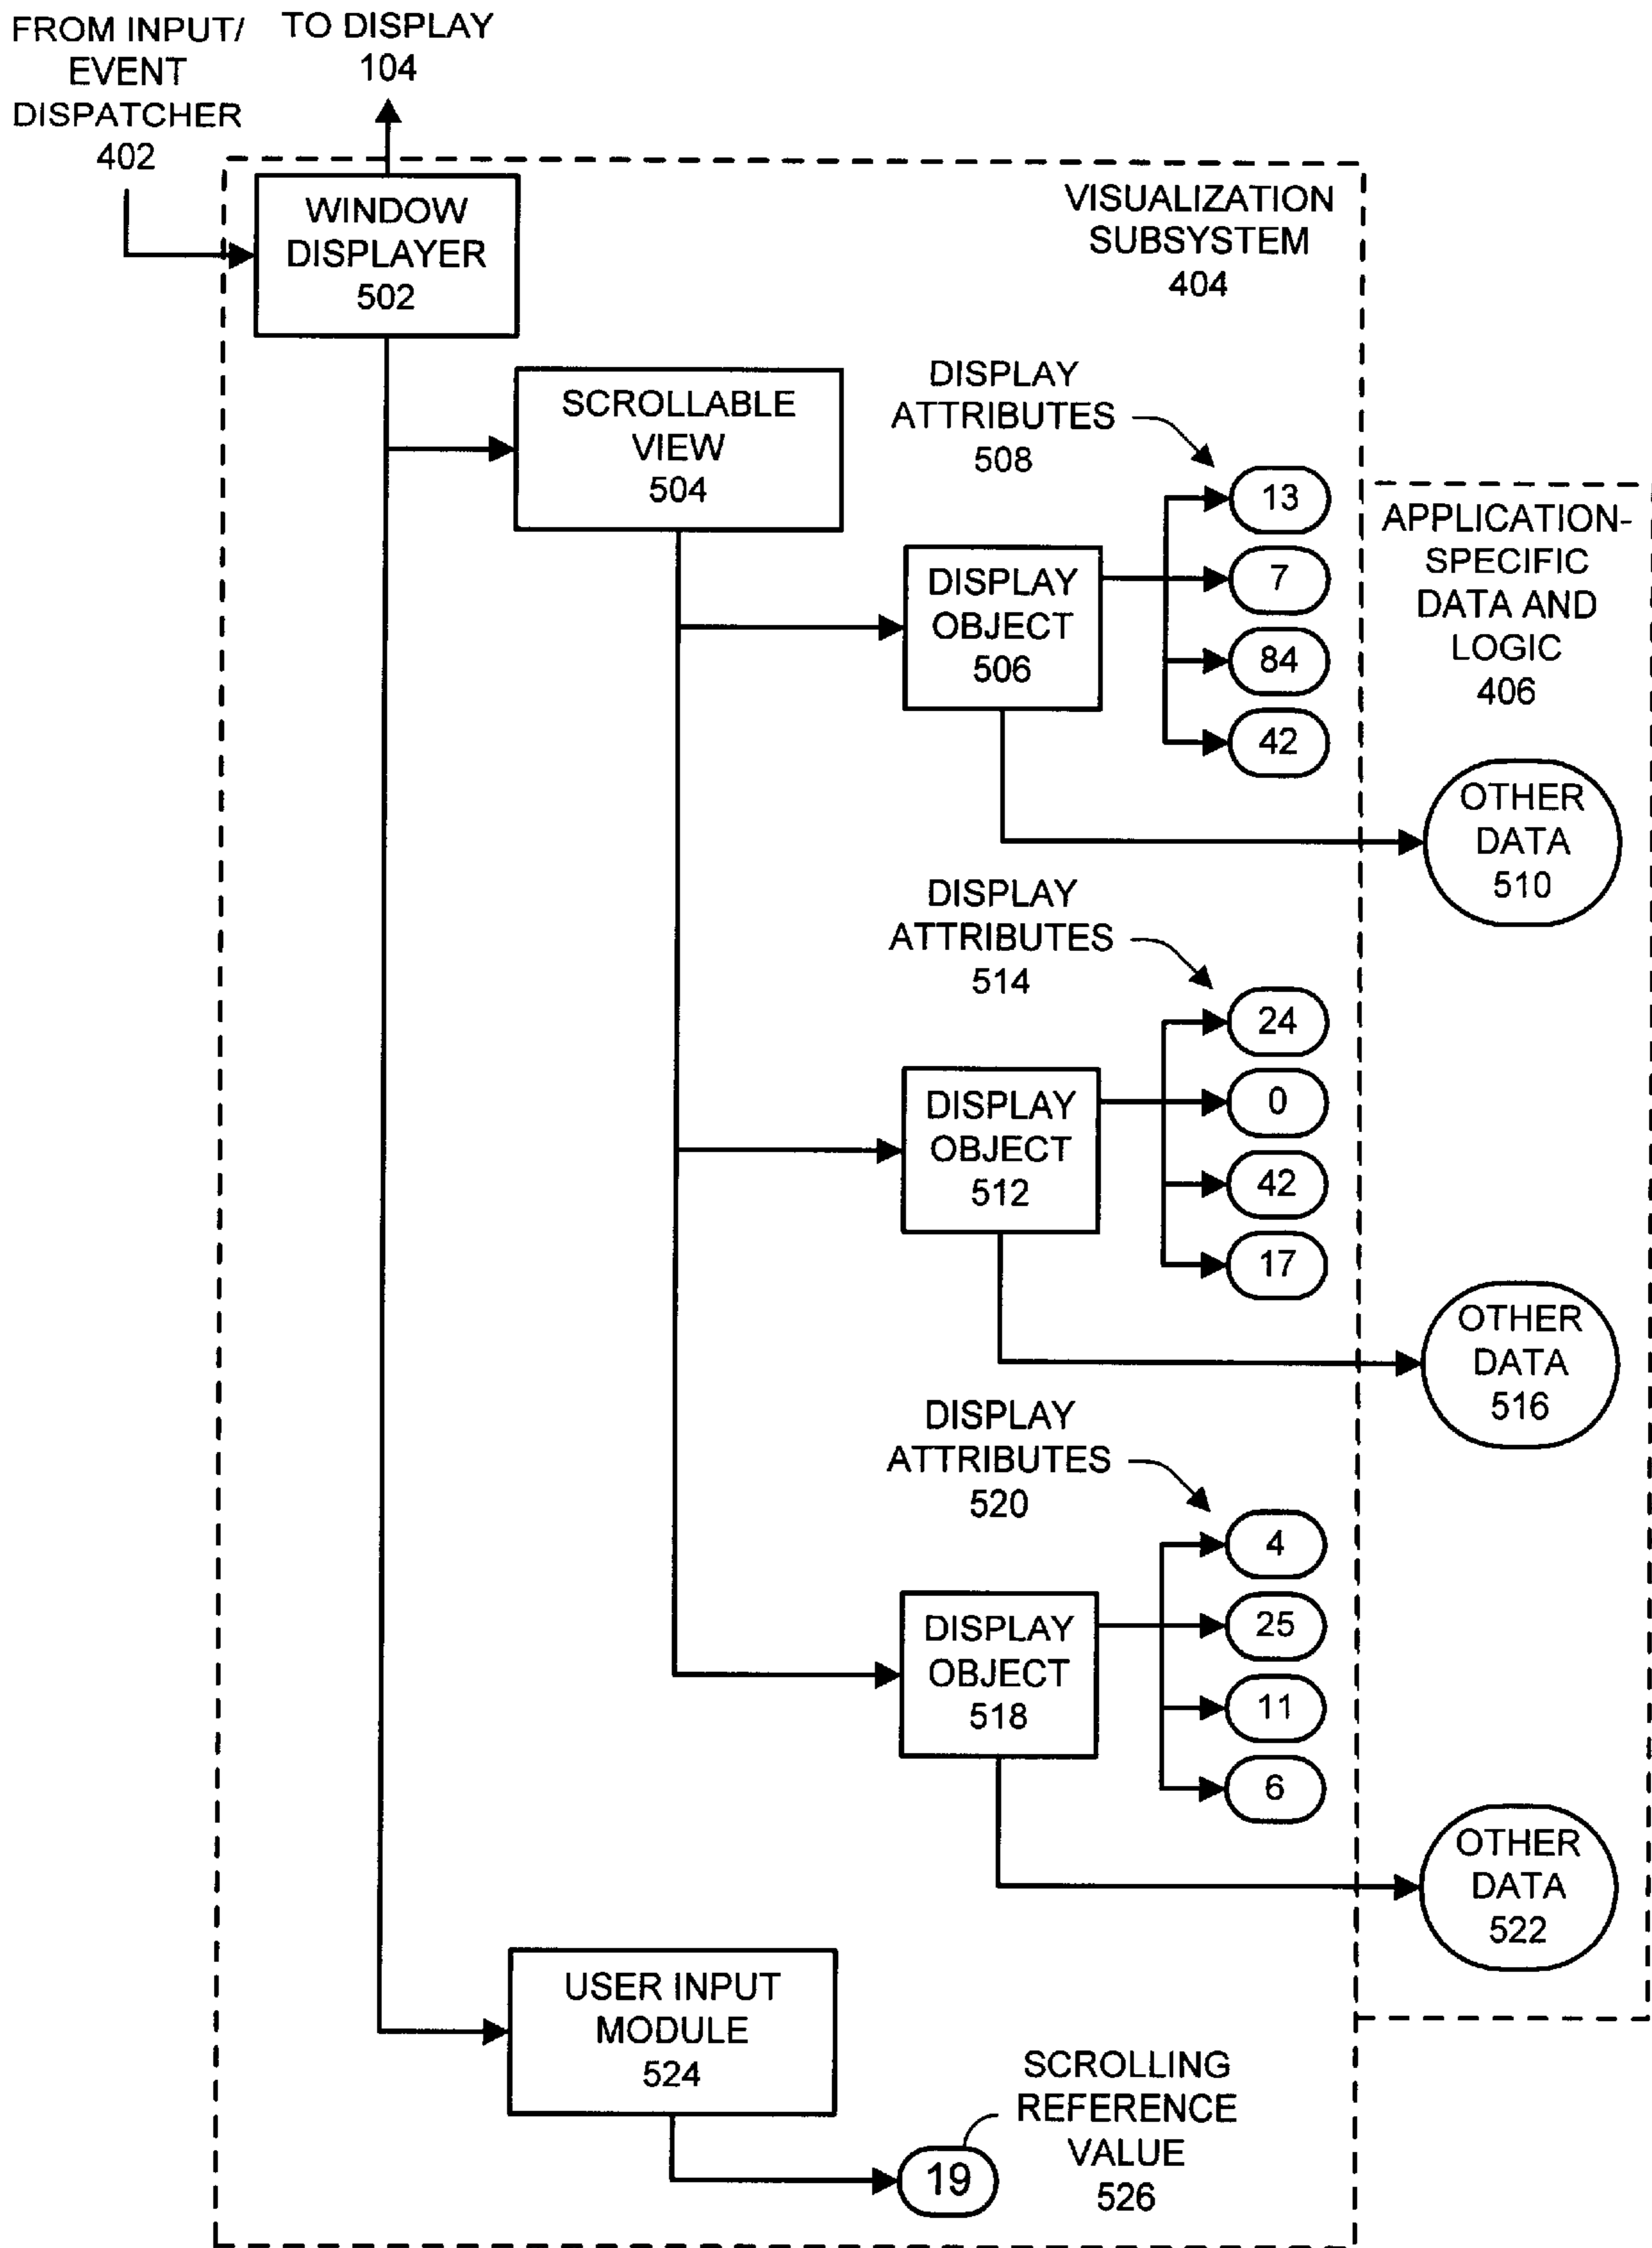 FROM INPUT/
EVENT
DISPATCHER
402
TO DISPLAY
104
WINDOW
DISPLAYER
502
VISUALIZATION
SUBSYSTEM
404
SCROLLABLE
VIEW
504
DISPLAY
ATTRIBUTES
508
13
7
84
42
DISPLAY
OBJECT
506
APPLICATION-
SPECIFIC
DATA AND
LOGIC
406
OTHER
DATA
510
DISPLAY
ATTRIBUTES
514
24
0
42
17
DISPLAY
OBJECT
512
OTHER
DATA
516
DISPLAY
ATTRIBUTES
520
4
25
11
6
DISPLAY
OBJECT
518
OTHER
DATA
522
USER INPUT
MODULE
524
SCROLLING
REFERENCE
VALUE
526
19